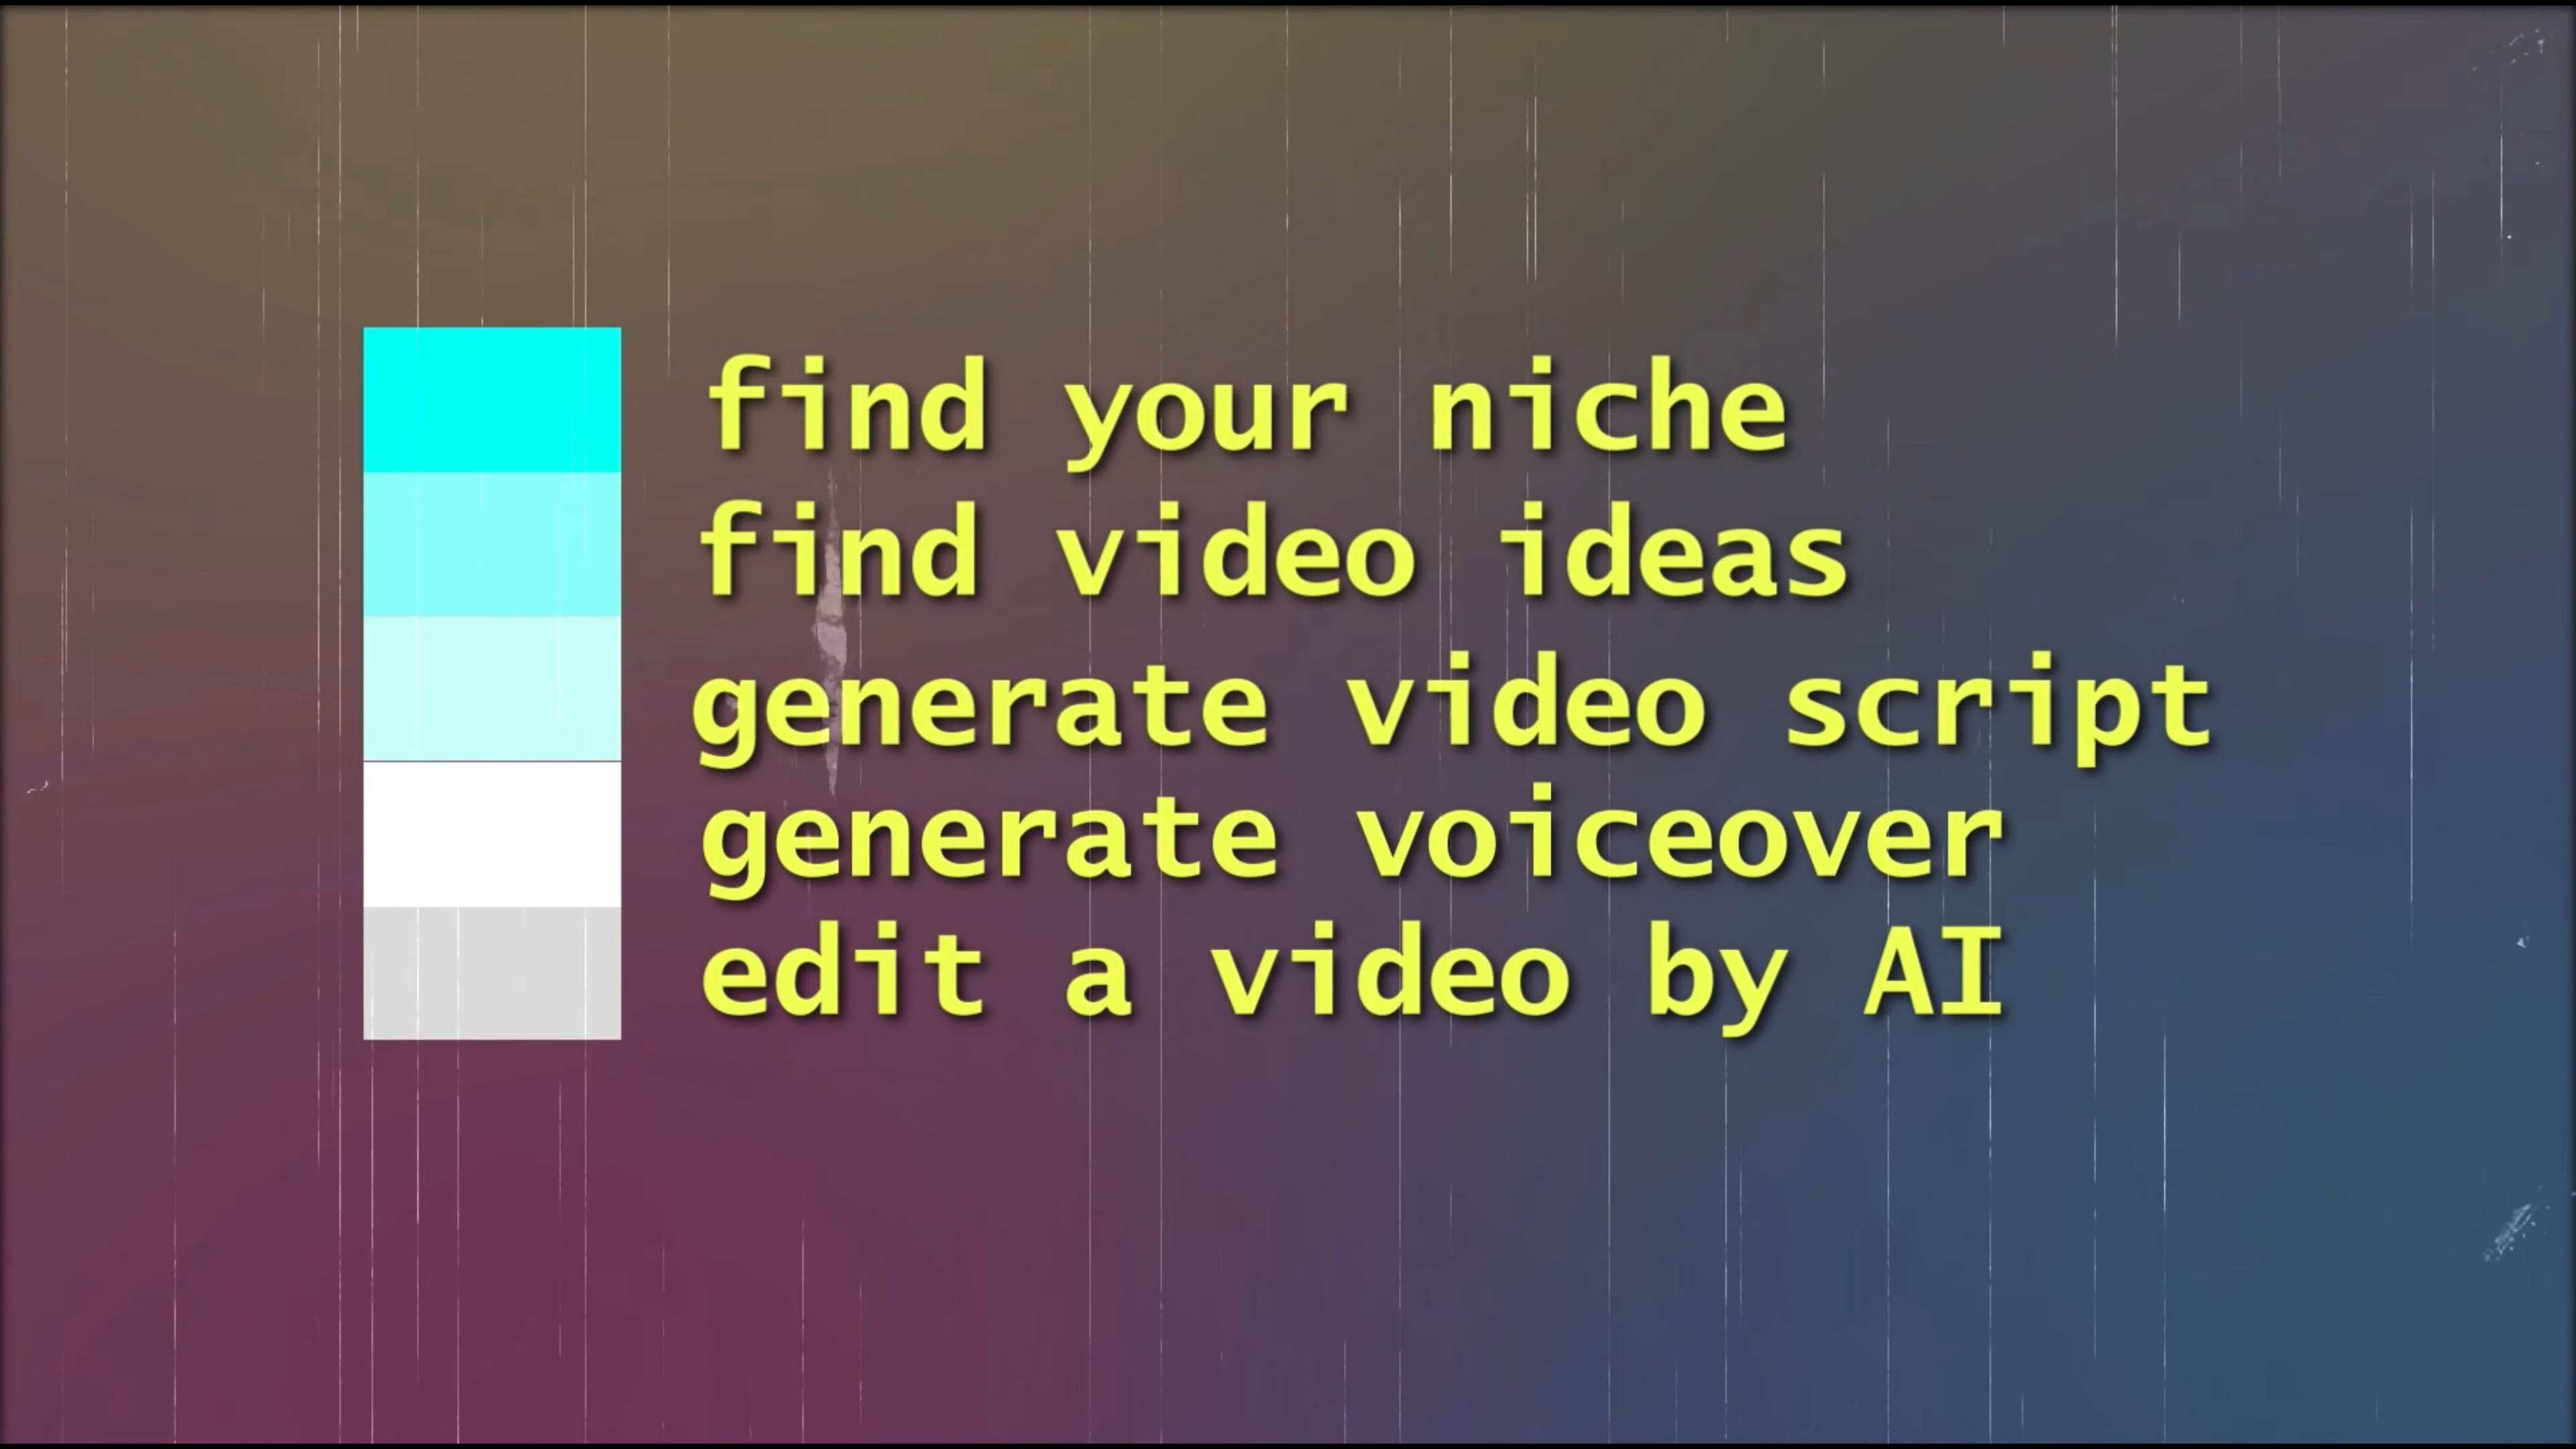 find your niche
find video ideas
generate video script
generate voiceover
edit a video by AI